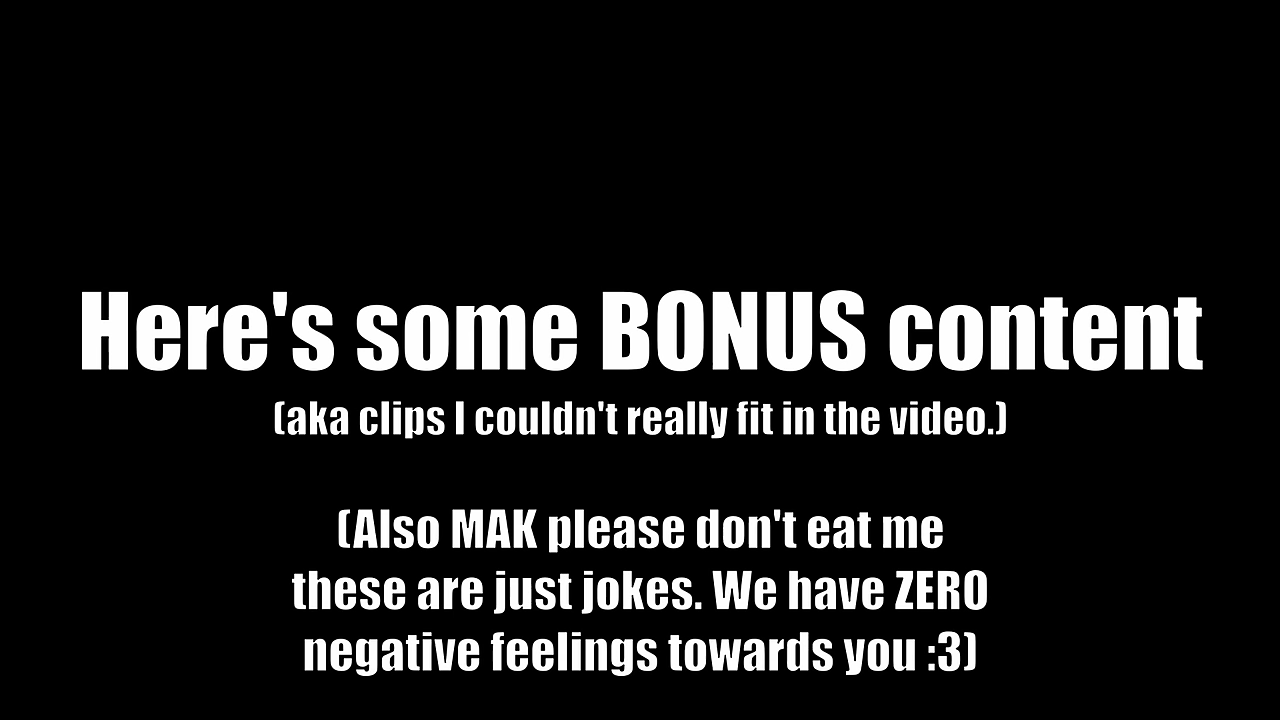 Here's some BONUS content
(aka clips I couldn't really fit in the video.)
(Also MAK please don't eat me
these are just jokes. We have ZERO
negative feelings towards you :3)